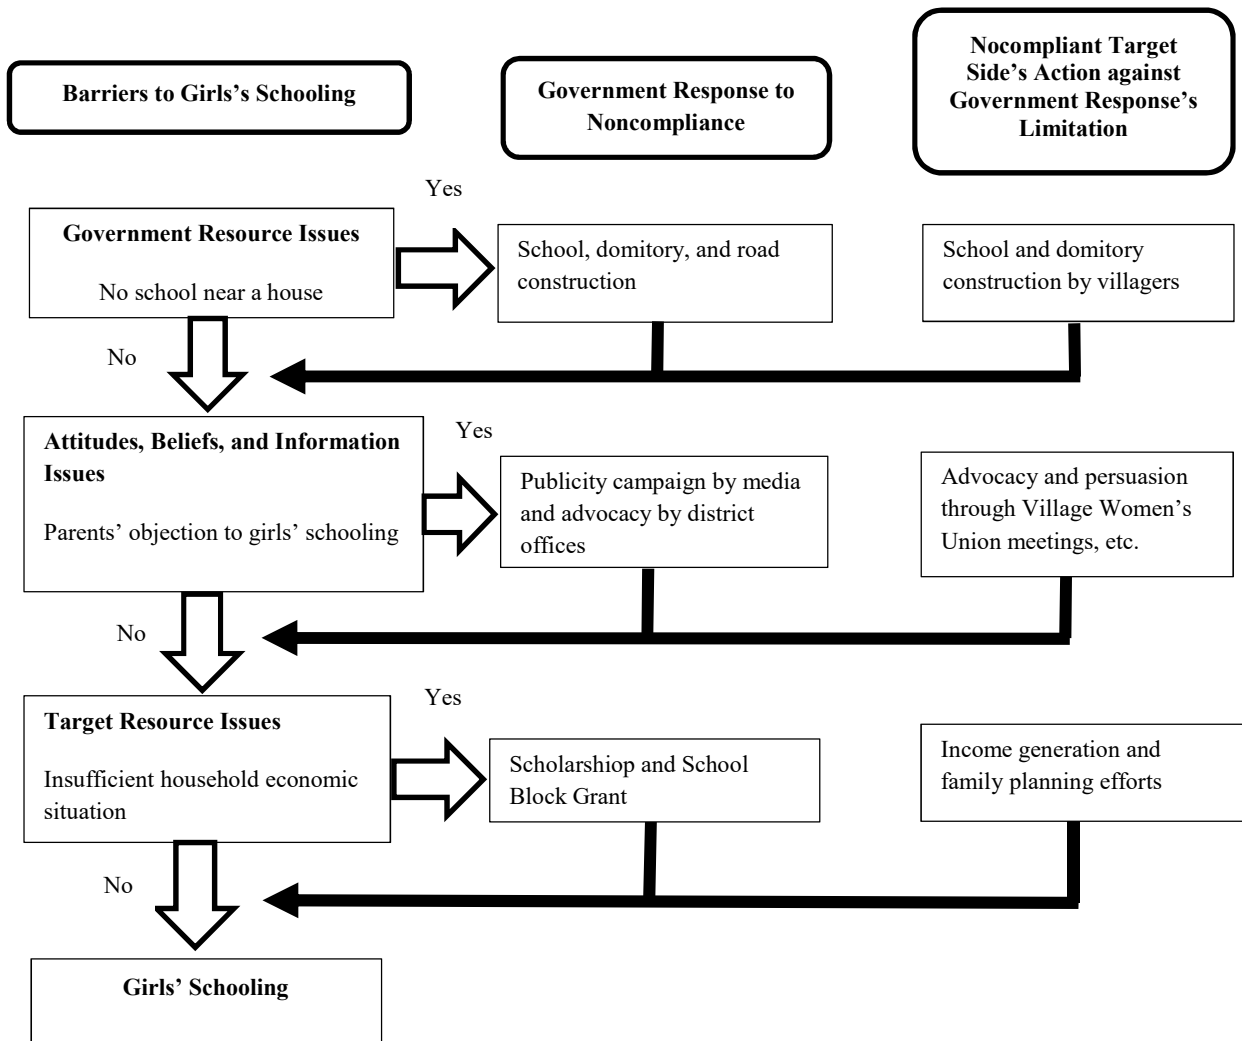 Barriers to Girls's Schooling
Government Response to
Noncompliance
Nocompliant Target
Side's Action against
Government Response's
Limitation
Yes
Government Resource Issues
No school near a house
School, domitory, and road
construction
School and domitory
construction by villagers
No
Yes
Attitudes, Beliefs, and Information
Issues
Parents' objection to girls' schooling
Publicity campaign by media
and advocacy by district
offices
Advocacy and persuasion
through Village Women's
Union meetings, etc.
No
Yes
Target Resource Issues
Insufficient household economic
situation
Scholarshiop and School
Block Grant
Income generation and
family planning efforts
No
Girls' Schooling